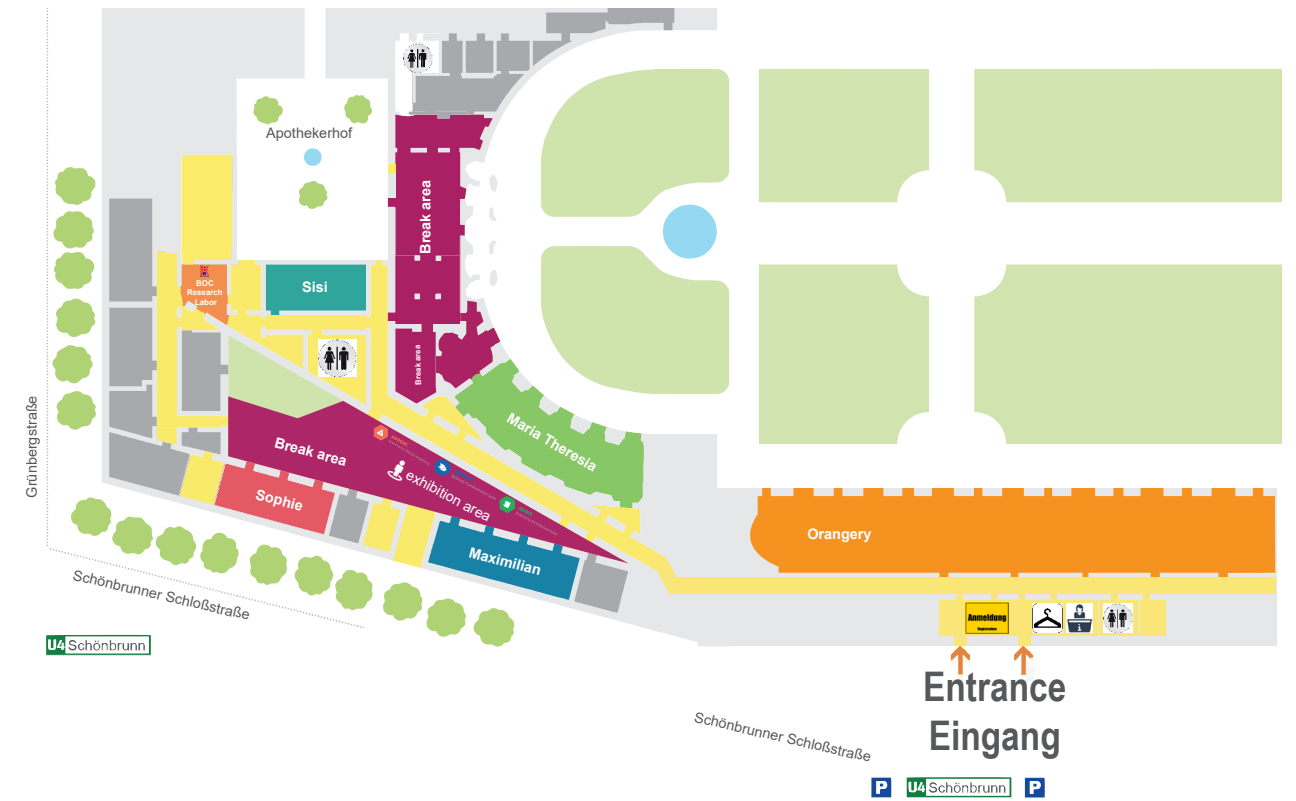 Apothekerhof
Break area
BOC
Research
Labor
Sisi
Break area
Maria Theresia
Break area
exhibition area
Sophie
Maximilian
Grünbergstraße
Schönbrunner Schloßstraße
U4 Schönbrunn
Orangery
Anmeldung
Registration
Entrance
Eingang
Schönbrunner Schloßstraße
P U4 Schönbrunn P